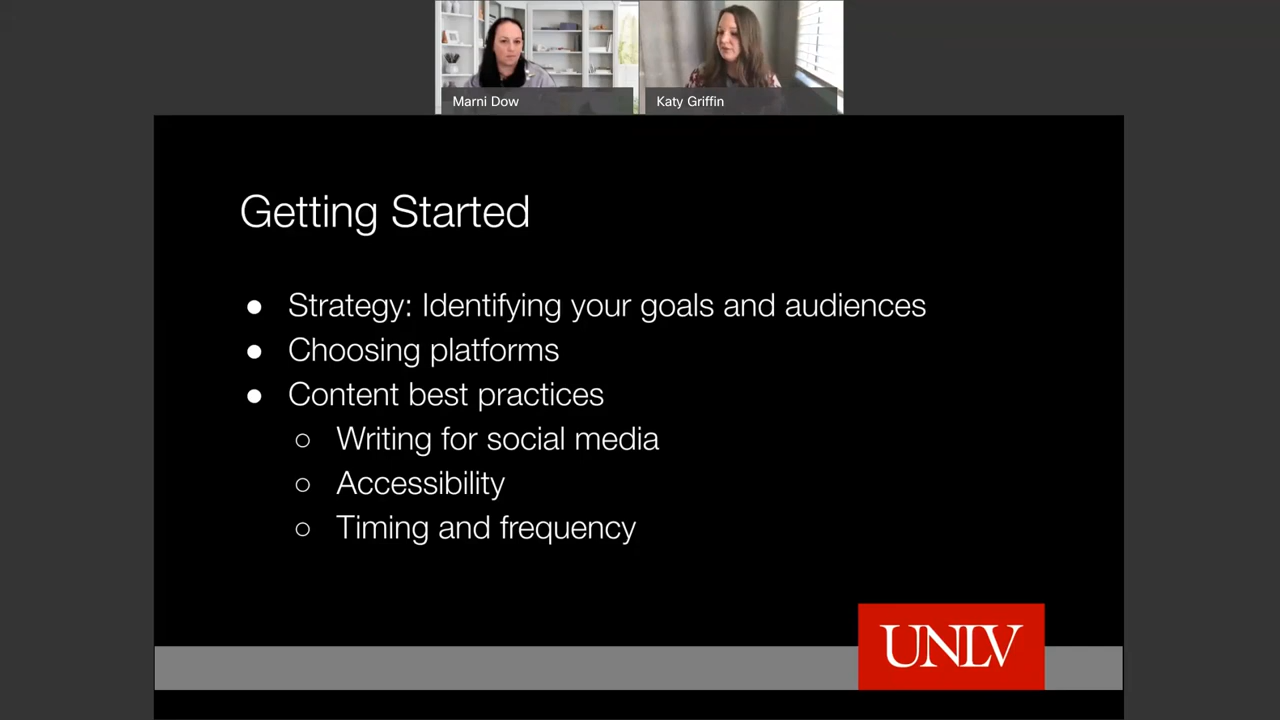 Marni Dow
Katy Griffin
Getting Started
● Strategy: Identifying your goals and audiences
● Choosing platforms
● Content best practices
○ Writing for social media
○ Accessibility
○ Timing and frequency
UNLV